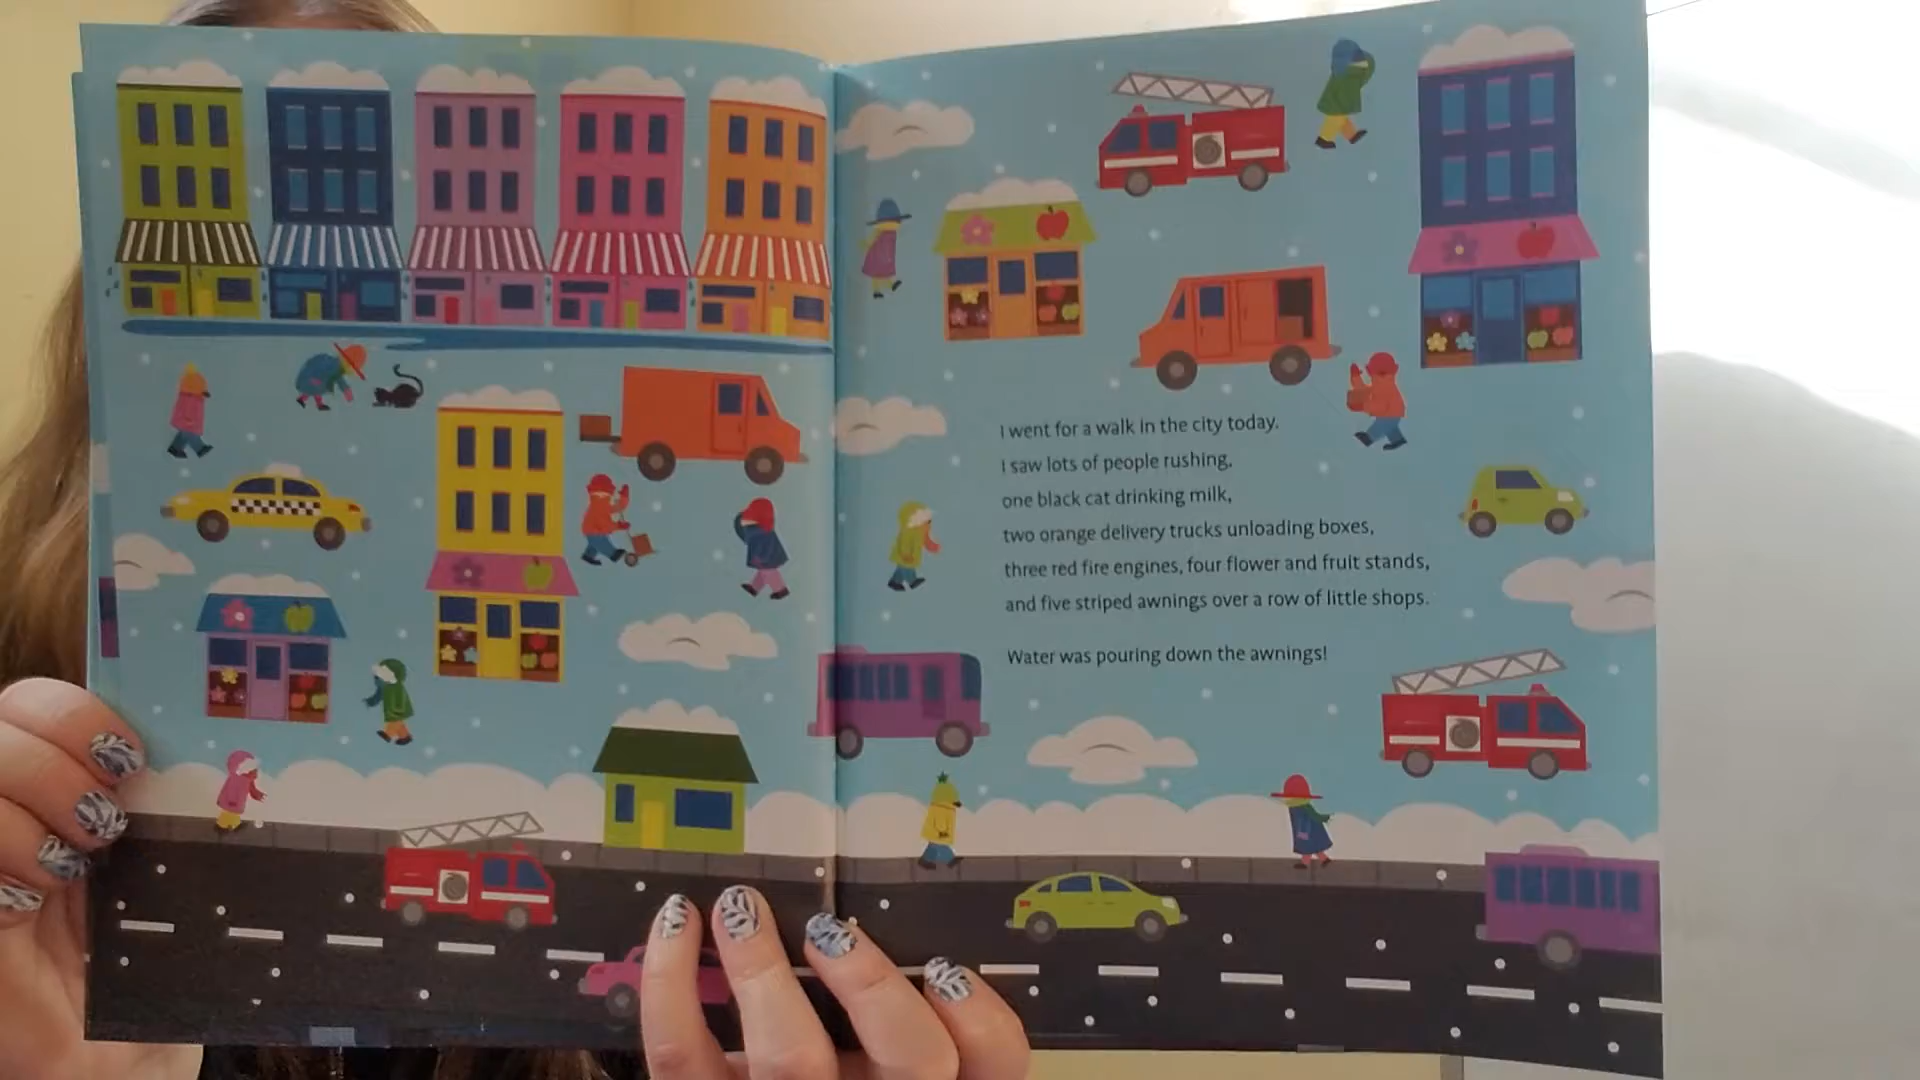 I went for a walk in the city today.
I saw lots of people rushing,
one black cat drinking milk,
two orange delivery trucks unloading boxes,
three red fire engines, four flower and fruit stands,
and five striped awnings over a row of little shops.
Water was pouring down the awnings!